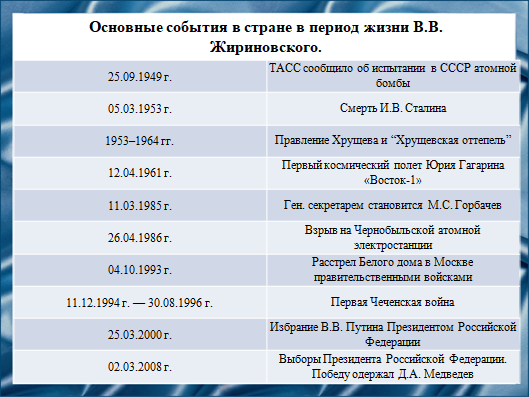 Основные события в стране в период жизни В.В.
Жириновского.
25.09.1949 г.
ТАСС сообщило об испытании в СССР атомной
бомбы
05.03.1953 г.
Смерть И.В. Сталина
1953–1964 гг.
Правление Хрущева и “Хрущевская оттепель”
12.04.1961 г.
Первый космический полет Юрия Гагарина
«Восток-1»
11.03.1985 г.
Ген. секретарем становится М.С. Горбачев
26.04.1986 г.
Взрыв на Чернобыльской атомной
электростанции
04.10.1993 г.
Расстрел Белого дома в Москве
правительственными войсками
11.12.1994 г. — 30.08.1996 г.
Первая Чеченская война
25.03.2000 г.
Избрание В.В. Путина Президентом Российской
Федерации
02.03.2008 г.
Выборы Президента Российской Федерации.
Победу одержал Д.А. Медведев